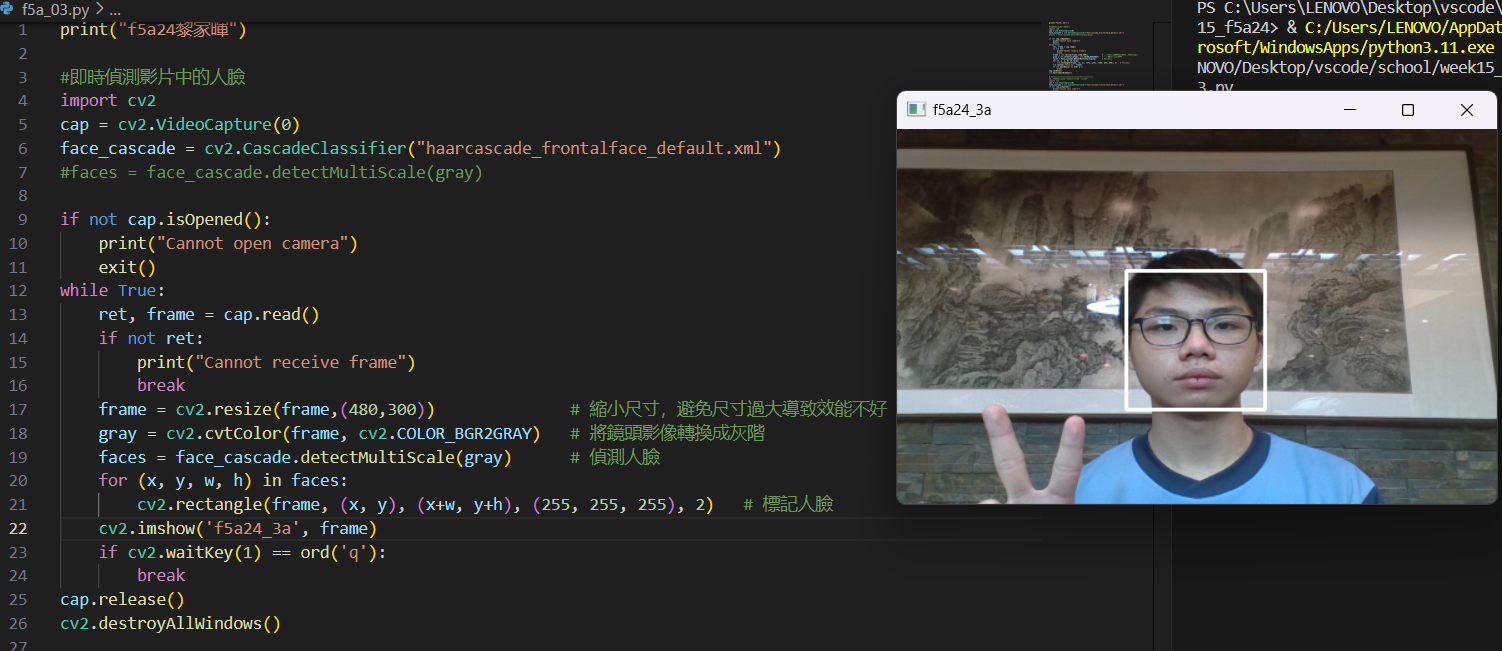 f5a_03.py > ...
1 print("f5a24黎家暉")
2
3 #即時偵測影片中的人臉
4 import cv2
5 cap = cv2.VideoCapture(0)
6 face_cascade = cv2.CascadeClassifier("haarcascade_frontalface_default.xml")
7 #faces = face_cascade.detectMultiScale(gray)
8
9 if not cap.isOpened():
10 print("Cannot open camera")
11 exit()
12 while True:
13 ret, frame = cap.read()
14 if not ret:
15 print("Cannot receive frame")
16 break
17 frame = cv2.resize(frame,(480,300)) # 縮小尺寸，避免尺寸過大導致效能不好
18 gray = cv2.cvtColor(frame, cv2.COLOR_BGR2GRAY) # 將鏡頭影像轉換成灰階
19 faces = face_cascade.detectMultiScale(gray) # 偵測人臉
20 for (x, y, w, h) in faces:
21 cv2.rectangle(frame, (x, y), (x+w, y+h), (255, 255, 255), 2) # 標記人臉
22 cv2.imshow('f5a24_3a', frame)
23 if cv2.waitKey(1) == ord('q'):
24 break
25 cap.release()
26 cv2.destroyAllWindows()
27
PS C:\Users\LENOVO\Desktop\vscode\
15_f5a24> & C:/Users/LENOVO/AppDat
rosoft/WindowsApps/python3.11.exe
NOVO/Desktop/vscode/school/week15_
3.py
f5a24_3a